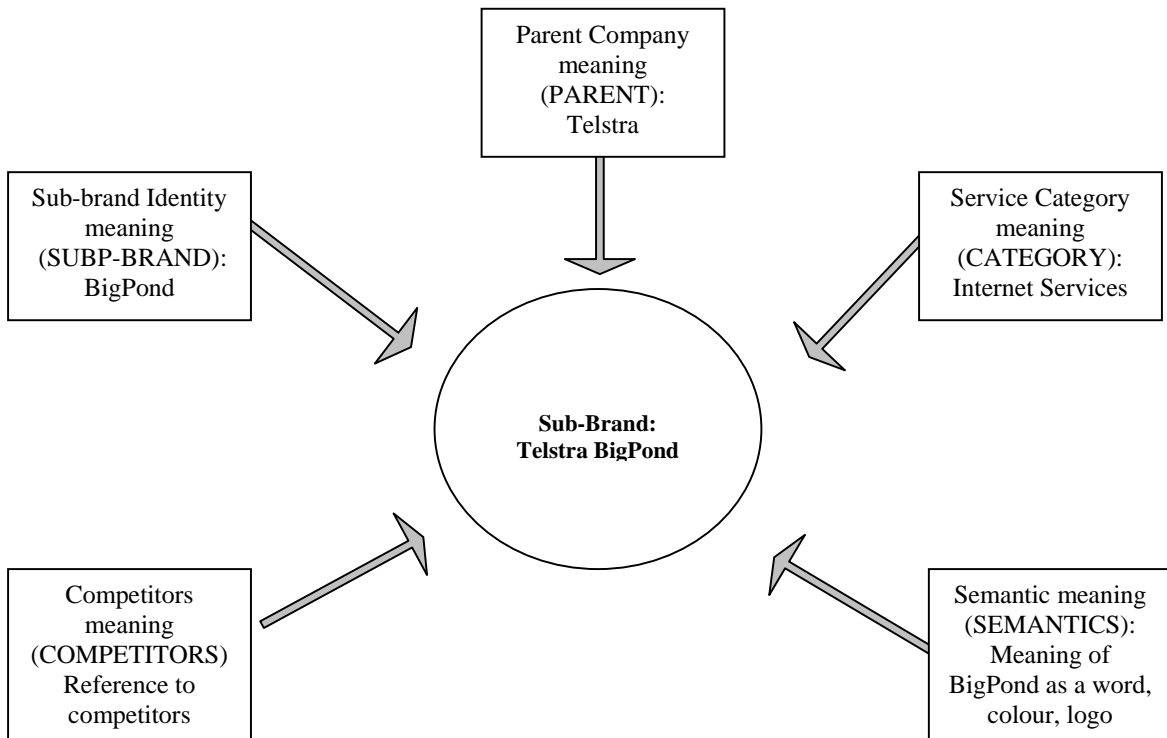 Parent Company
meaning
(PARENT):
Telstra
Sub-brand Identity
meaning
(SUBP-BRAND):
BigPond
Service Category
meaning
(CATEGORY):
Internet Services
Sub-Brand:
Telstra BigPond
Competitors
meaning
(COMPETITORS)
Reference to
competitors
Semantic meaning
(SEMANTICS):
Meaning of
BigPond as a word,
colour, logo